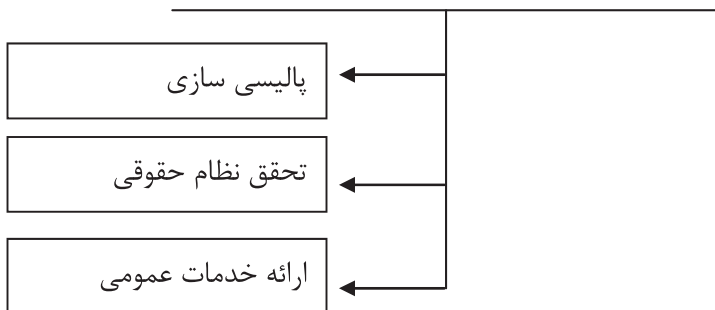 پالیسی سازی
تحقق نظام حقوقی
ارائه خدمات عمومی